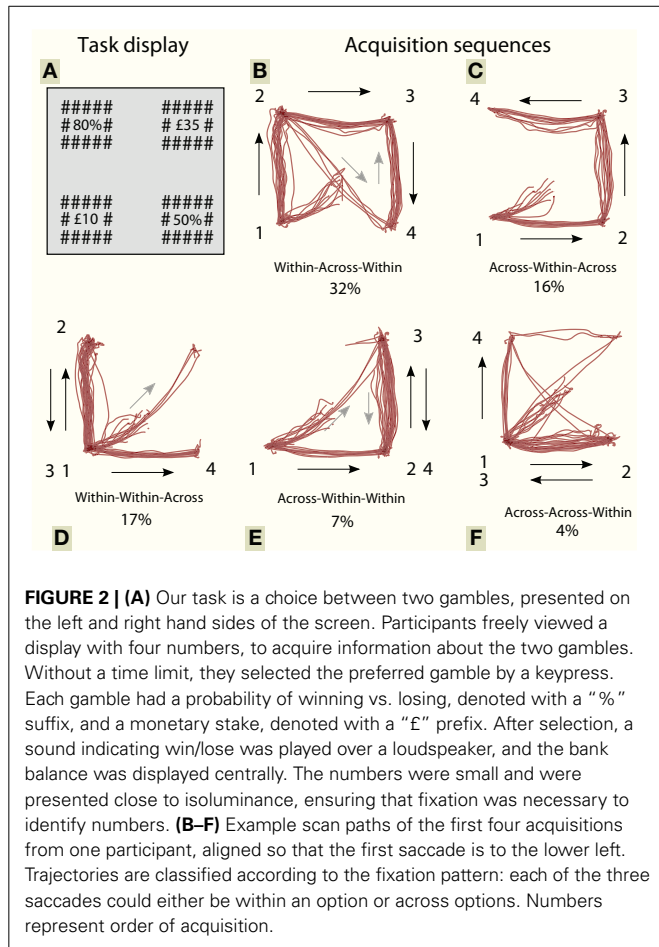 Task display
Acquisition sequences
A
#####
#####
# 80% #
# £35 #
#####
#####
#####
#####
# £10 #
# 50% #
#####
#####
B
2
3
1
4
Within-Across-Within
32%
C
4
3
1
2
Across-Within-Across
16%
2
3 1
4
Within-Within-Across
17%
D
3
1
2 4
Across-Within-Within
7%
E
4
1
2
3
Across-Across-Within
4%
F
FIGURE 2 | (A) Our task is a choice between two gambles, presented on
the left and right hand sides of the screen. Participants freely viewed a
display with four numbers, to acquire information about the two gambles.
Without a time limit, they selected the preferred gamble by a keypress.
Each gamble had a probability of winning vs. losing, denoted with a “%”
suffix, and a monetary stake, denoted with a “£” prefix. After selection, a
sound indicating win/lose was played over a loudspeaker, and the bank
balance was displayed centrally. The numbers were small and were
presented close to isoluminance, ensuring that fixation was necessary to
identify numbers. (B–F) Example scan paths of the first four acquisitions
from one participant, aligned so that the first saccade is to the lower left.
Trajectories are classified according to the fixation pattern: each of the three
saccades could either be within an option or across options. Numbers
represent order of acquisition.